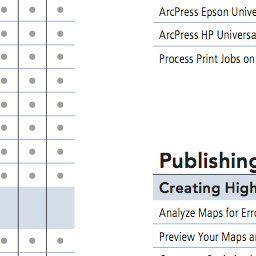 ArcPress Epson Unive
ArcPress HP Universa
Process Print Jobs on
Publishing
Creating High
Analyze Maps for Erro
Preview Your Maps a